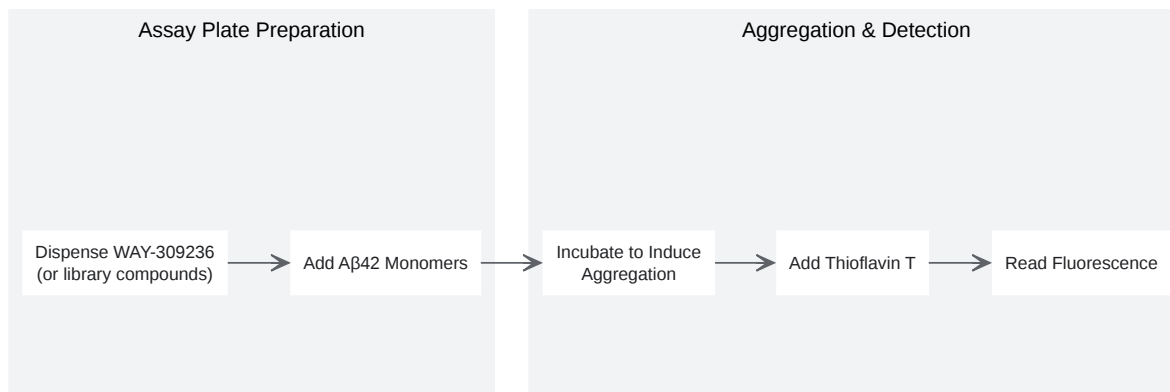 Assay Plate Preparation
Dispense WAY-309236
(or library compounds)
Add Aβ42 Monomers
Aggregation & Detection
Incubate to Induce
Aggregation
Add Thioflavin T
Read Fluorescence